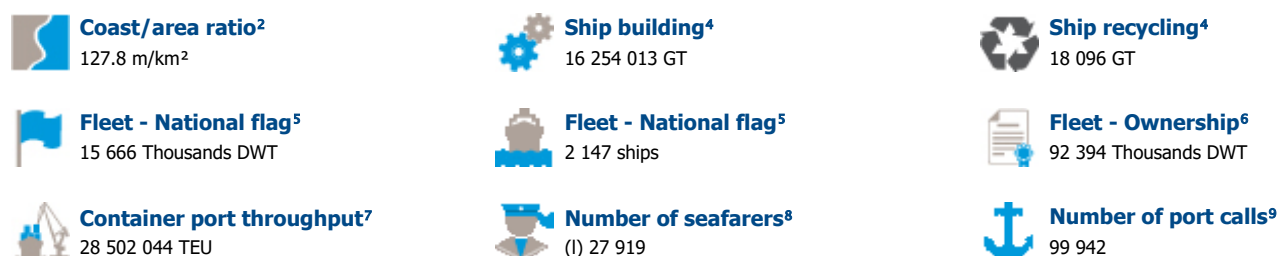 Coast/area ratio²
127.8 m/km²
Ship building⁴
16 254 013 GT
Ship recycling⁴
18 096 GT
Fleet - National flag⁵
15 666 Thousands DWT
Fleet - National flag⁵
2 147 ships
Fleet - Ownership⁶
92 394 Thousands DWT
Container port throughput⁷
28 502 044 TEU
Number of seafarers⁸
(l) 27 919
Number of port calls⁹
99 942